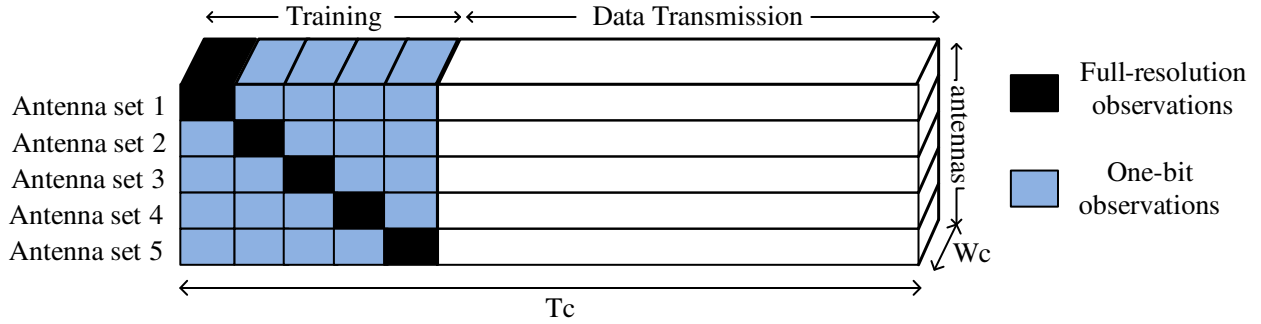 Training
Data Transmission
Antenna set 1
Antenna set 2
Antenna set 3
Antenna set 4
Antenna set 5
antennas
Wc
Tc
Full-resolution
observations
One-bit
observations